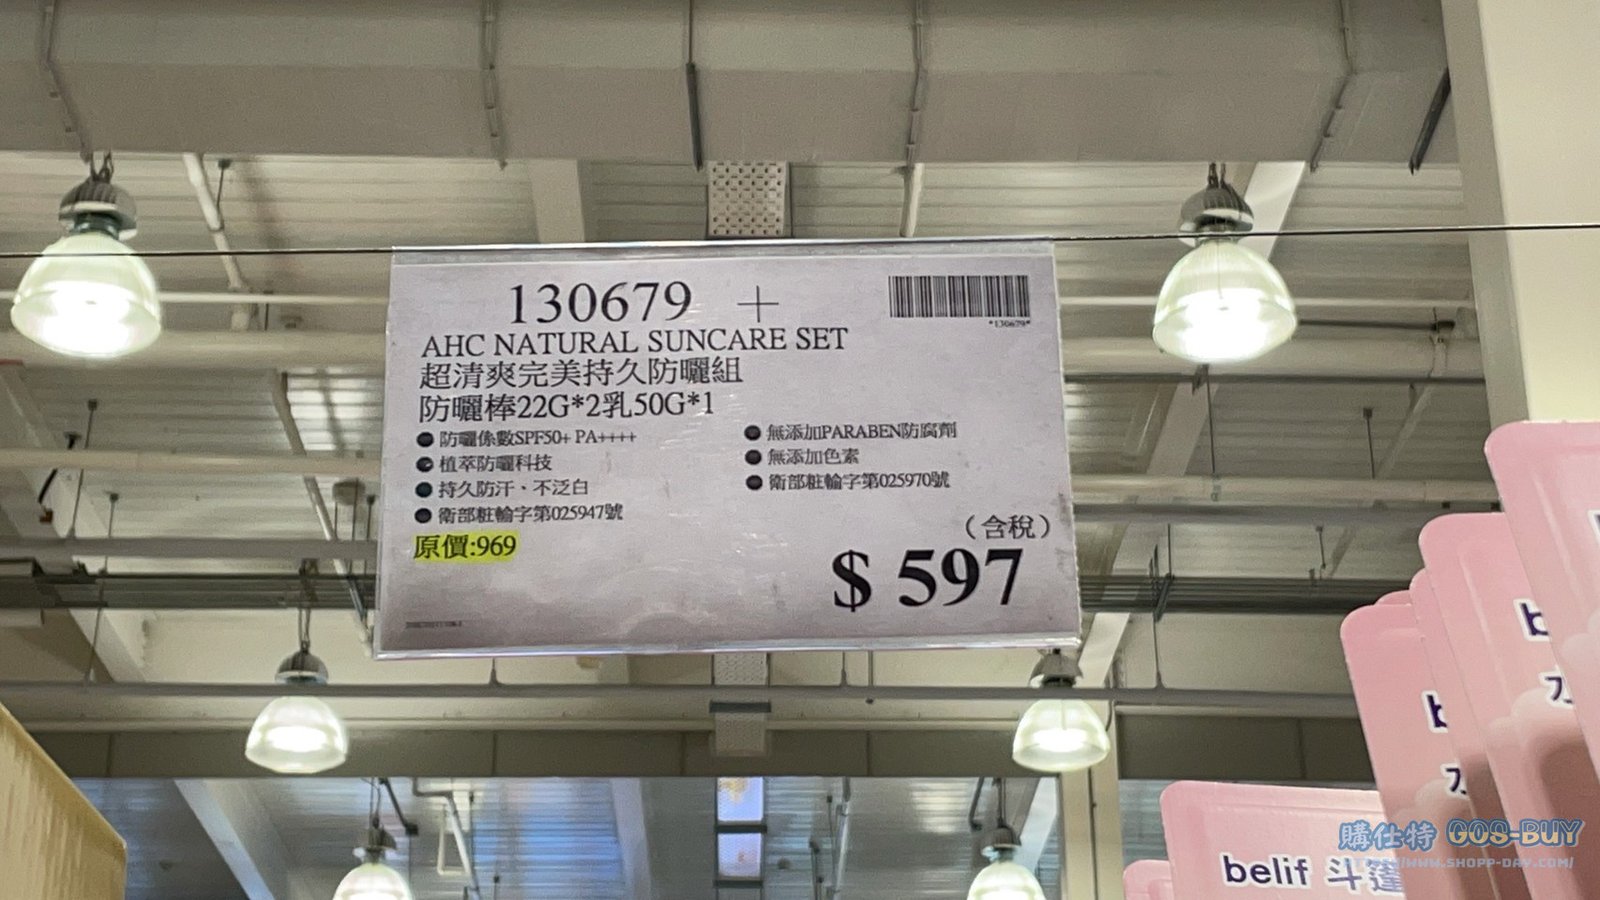 130679 +
*130679*
AHC NATURAL SUNCARE SET
超清爽完美持久防曬組
防曬棒22G*2乳50G*1
●防曬係數SPF50+ PA++++
●植萃防曬科技
●持久防汗、不泛白
●衛部粧輸字第025947號
●無添加PARABEN防腐劑
●無添加色素
●衛部粧輸字第025970號
原價:969
（含稅）
$ 597
belif 斗篷
購仕特 GOS-BUY